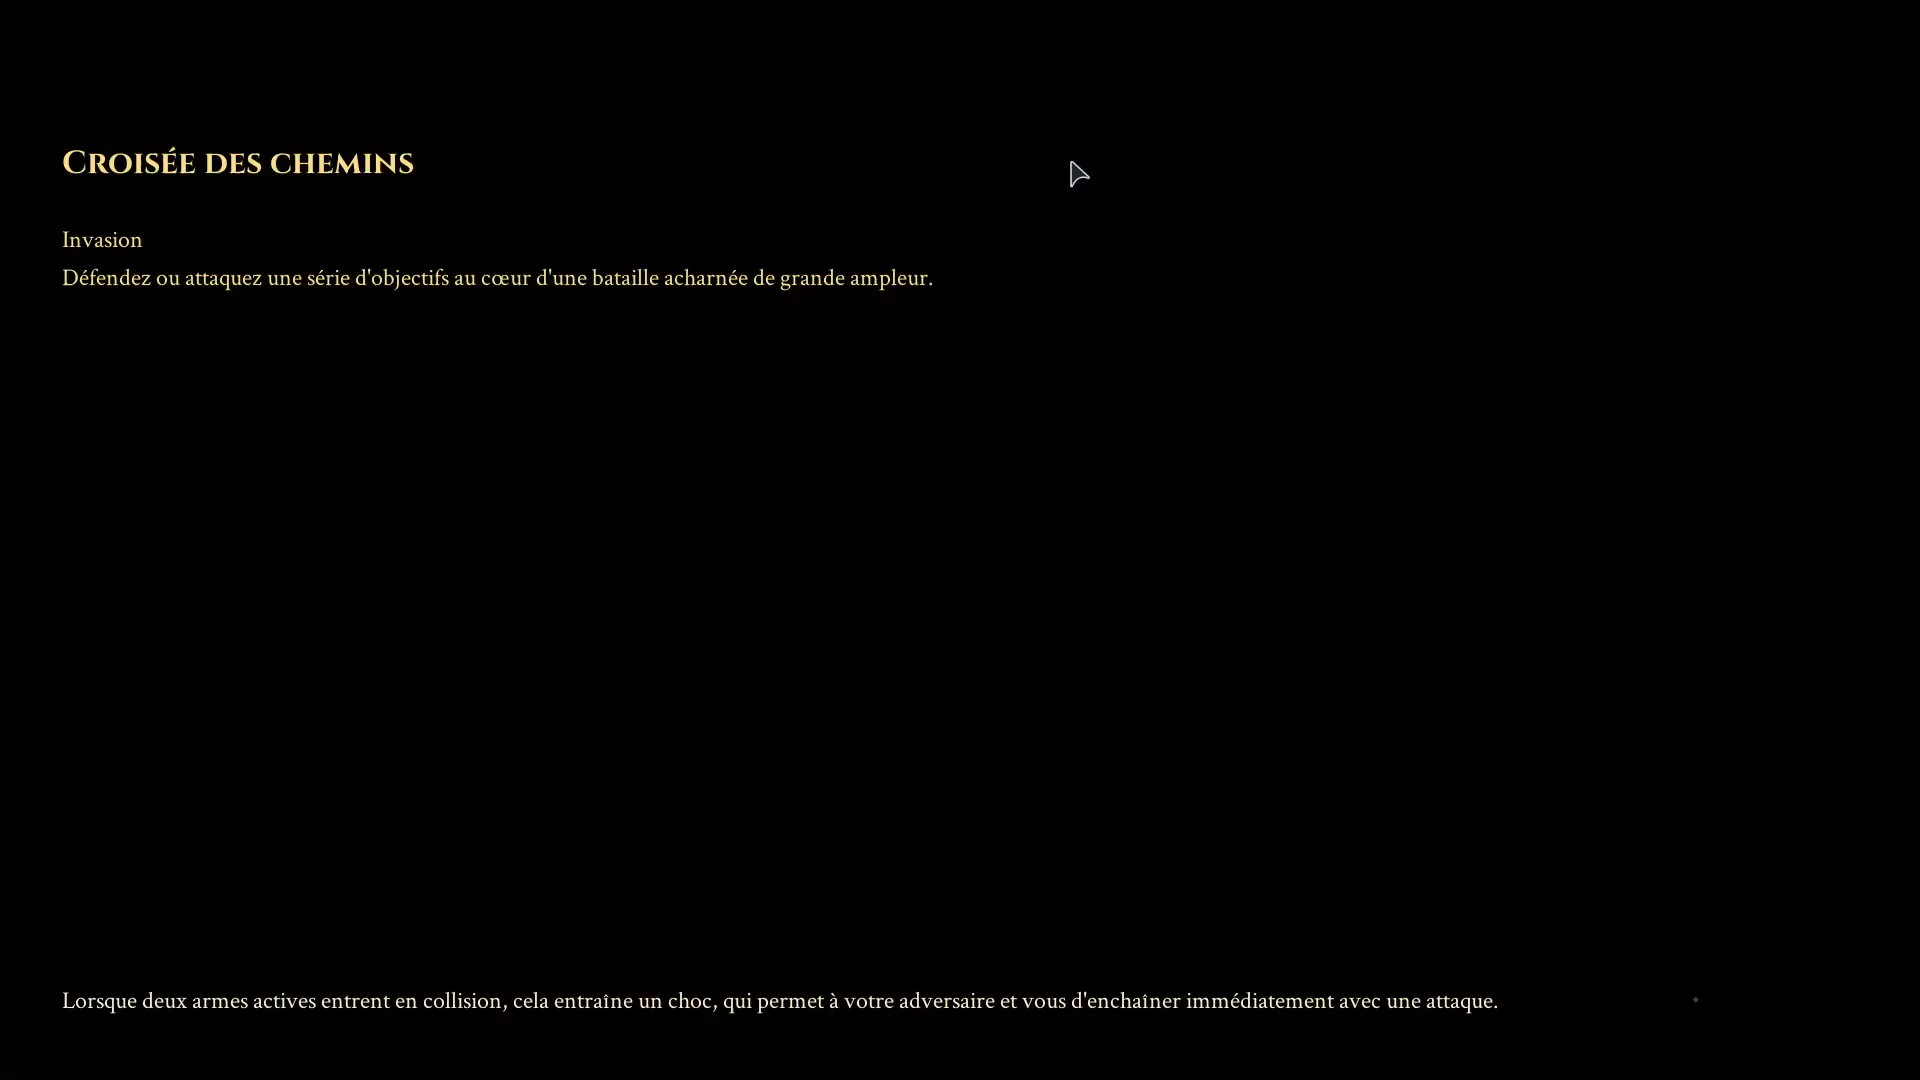 Croisée des chemins
Invasion
Défendez ou attaquez une série d'objectifs au cœur d'une bataille acharnée de grande ampleur.
Lorsque deux armes actives entrent en collision, cela entraîne un choc, qui permet à votre adversaire et vous d'enchaîner immédiatement avec une attaque.